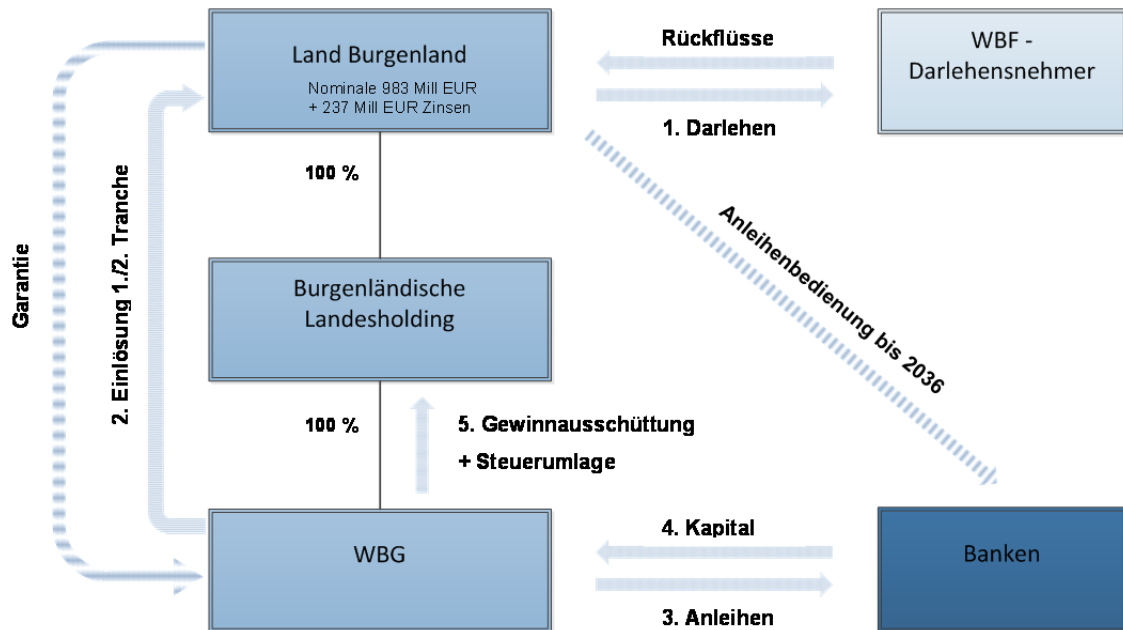 Land Burgenland
Nominale 983 Mill EUR
+ 237 Mill EUR Zinsen
Rückflüsse
1. Darlehen
WBF -
Darlehensnehmer
100 %
Garantie
2. Einlösung 1./2. Tranche
Anleihenbedienung bis 2036
Burgenländische
Landesholding
100 %
5. Gewinnausschüttung
+ Steuerumlage
WBG
4. Kapital
3. Anleihen
Banken